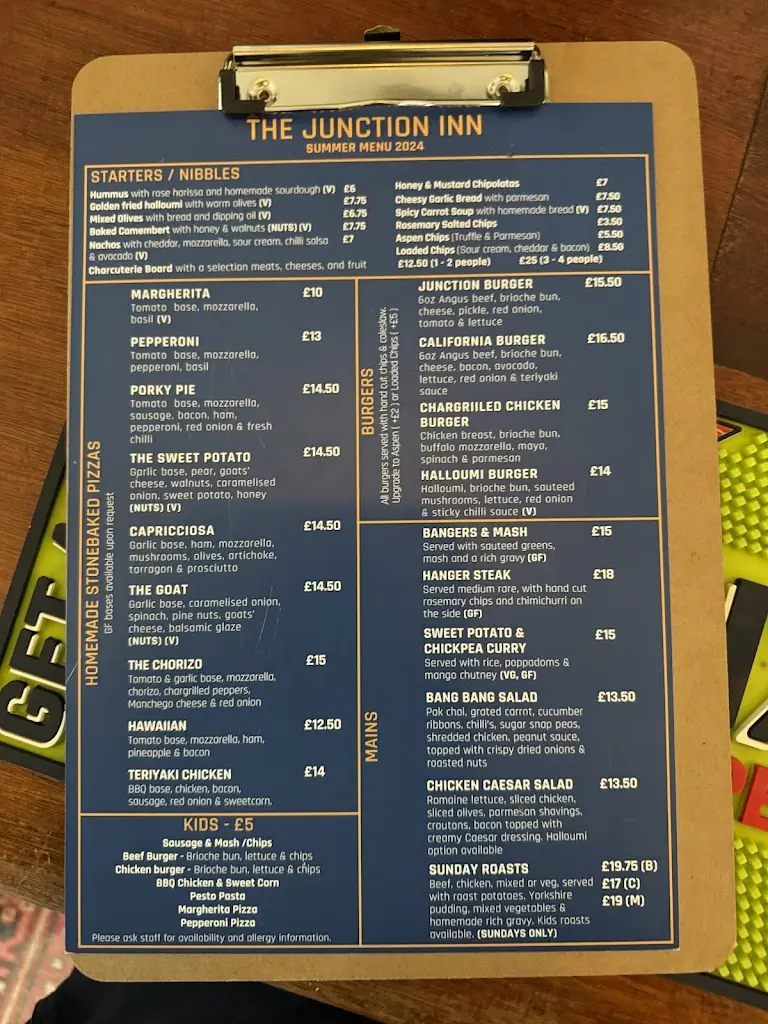 THE JUNCTION INN
SUMMER MENU 2024
STARTERS / NIBBLES
Hummus with rose harissa and homemade sourdough (V) £6
Golden fried halloumi with warm olives (V) £7.75
Mixed Olives with bread and dipping oil (V) £6.75
Baked Camembert with honey & walnuts (NUTS) (V) £7.75
Nachos with cheddar, mozzarella, sour cream, chilli salsa £7
& avocado (V)
Charcuterie Board with a selection meats, cheeses, and fruit £12.50 (1 - 2 people) £25 (3 - 4 people)
Honey & Mustard Chipolatas £7
Cheesy Garlic Bread with parmesan £7.50
Spicy Carrot Soup with homemade bread (V) £7.50
Rosemary Salted Chips £3.50
Aspen Chips (Truffle & Parmesan) £5.50
Loaded Chips (Sour cream, cheddar & bacon) £8.50
HOMEMADE STONEBAKED PIZZAS
GF bases available upon request
MARGHERITA £10
Tomato base, mozzarella,
basil (V)
PEPPERONI £13
Tomato base, mozzarella,
pepperoni, basil
PORKY PIE £14.50
Tomato base, mozzarella,
sausage, bacon, ham,
pepperoni, red onion & fresh
chilli
THE SWEET POTATO £14.50
Garlic base, pear, goats'
cheese, walnuts, caramelised
onion, sweet potato, honey
(NUTS) (V)
CAPRICCIOSA £14.50
Garlic base, ham, mozzarella,
mushrooms, olives, artichoke,
tarragon & prosciutto
THE GOAT £14.50
Garlic base, caramelised onion,
spinach, pine nuts, goats'
cheese, balsamic glaze
(NUTS) (V)
THE CHORIZO £15
Tomato & garlic base, mozzarella,
chorizo, chargrilled peppers,
Manchego cheese & red onion
HAWAIIAN £12.50
Tomato base, mozzarella, ham,
pineapple & bacon
TERIYAKI CHICKEN £14
BBQ base, chicken, bacon,
sausage, red onion & sweetcorn.
KIDS - £5
Sausage & Mash /Chips
Beef Burger - Brioche bun, lettuce & chips
Chicken burger - Brioche bun, lettuce & chips
BBQ Chicken & Sweet Corn
Pesto Pasta
Margherita Pizza
Pepperoni Pizza
Please ask staff for availability and allergy information.
BURGERS
All burgers served with hand cut chips & coleslaw.
Upgrade to Aspen ( +£2 ) or Loaded Chips ( +£5 )
JUNCTION BURGER £15.50
6oz Angus beef, brioche bun,
cheese, pickle, red onion,
tomato & lettuce
CALIFORNIA BURGER £16.50
6oz Angus beef, brioche bun,
cheese, bacon, avocado,
lettuce, red onion & teriyaki
sauce
CHARGRIILED CHICKEN £15
BURGER
Chicken breast, brioche bun,
buffalo mozzarella, mayo,
spinach & parmesan
HALLOUMI BURGER £14
Halloumi, brioche bun, sauteed
mushrooms, lettuce, red onion
& sticky chilli sauce (V)
MAINS
BANGERS & MASH £15
Served with sauteed greens,
mash and a rich gravy (GF)
HANGER STEAK £18
Served medium rare, with hand cut
rosemary chips and chimichurri on
the side (GF)
SWEET POTATO & £15
CHICKPEA CURRY
Served with rice, poppadoms &
mango chutney (VG, GF)
BANG BANG SALAD £13.50
Pak choi, grated carrot, cucumber
ribbons, chilli's, sugar snap peas,
shredded chicken, peanut sauce,
topped with crispy dried onions &
roasted nuts
CHICKEN CAESAR SALAD £13.50
Romaine lettuce, sliced chicken,
sliced olives, parmesan shavings,
croutons, bacon topped with
creamy Caesar dressing. Halloumi
option available
SUNDAY ROASTS £19.75 (B)
Beef, chicken, mixed or veg, served £17 (C)
with roast potatoes, Yorkshire £19 (M)
pudding, mixed vegetables &
homemade rich gravy. Kids roasts
available. (SUNDAYS ONLY)
GET